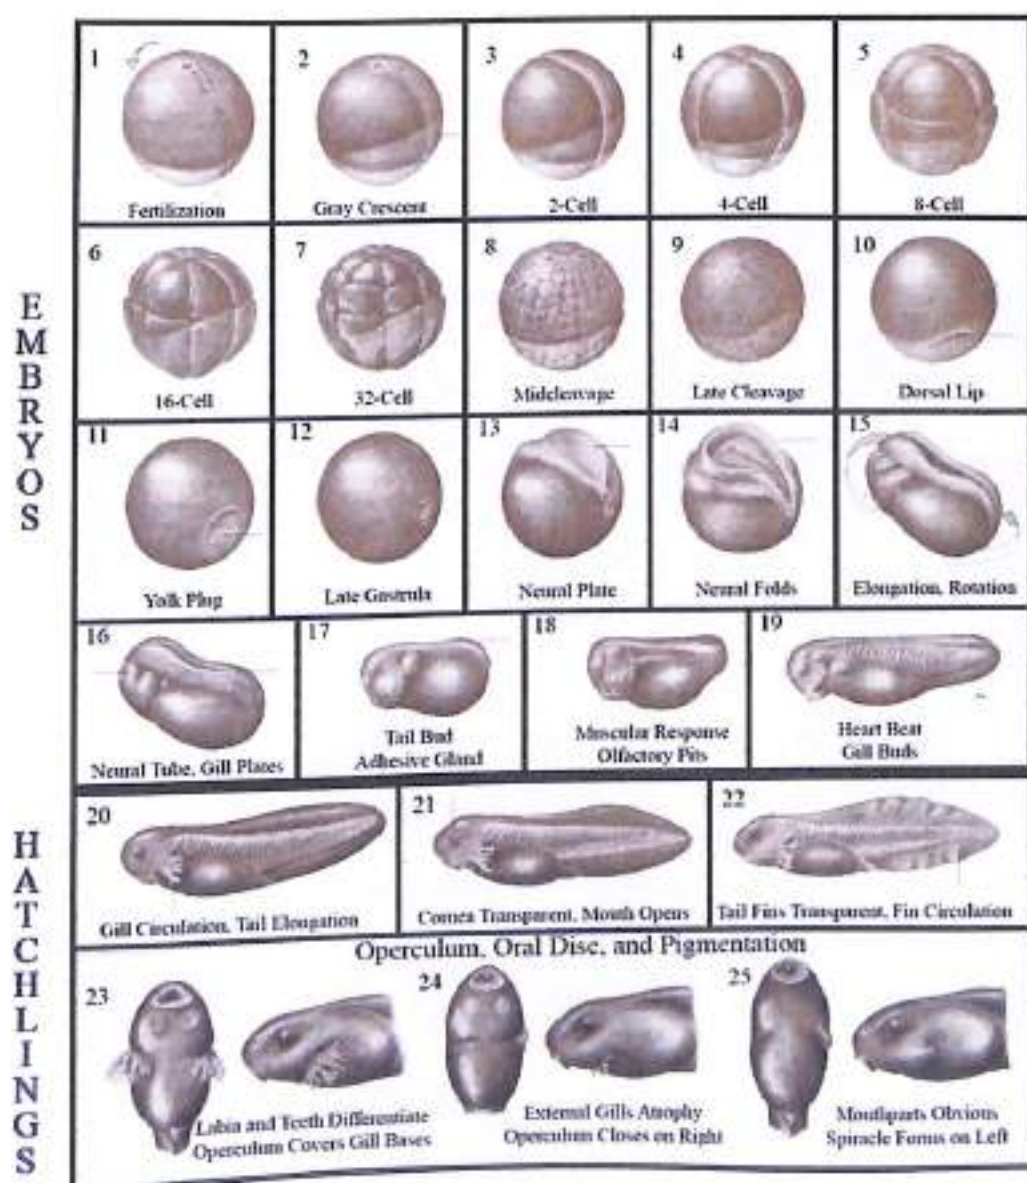 1
2
3
4
5
Fertilization
Gray Crescent
2-Cell
4-Cell
8-Cell
6
7
8
9
10
16-Cell
32-Cell
Midcleavage
Late Cleavage
Dorsal Lip
11
12
13
14
15
Yolk Plug
Late Gastrula
Neural Plate
Neural Folds
Elongation, Rotation
16
17
18
19
Neural Tube, Gill Plates
Tail Bud
Adhesive Gland
Muscular Response
Olfactory Pits
Heart Beat
Gill Buds
EMBRYOS
20
21
22
Gill Circulation, Tail Elongation
Cornea Transparent, Mouth Opens
Tail Fins Transparent, Fin Circulation
Operculum, Oral Disc, and Pigmentation
23
24
25
Labia and Teeth Differentiate
Operculum Covers Gill Bases
External Gills Atrophy
Operculum Closes on Right
Mouthparts Obvious
Spiracle Forms on Left
HATCHLINGS